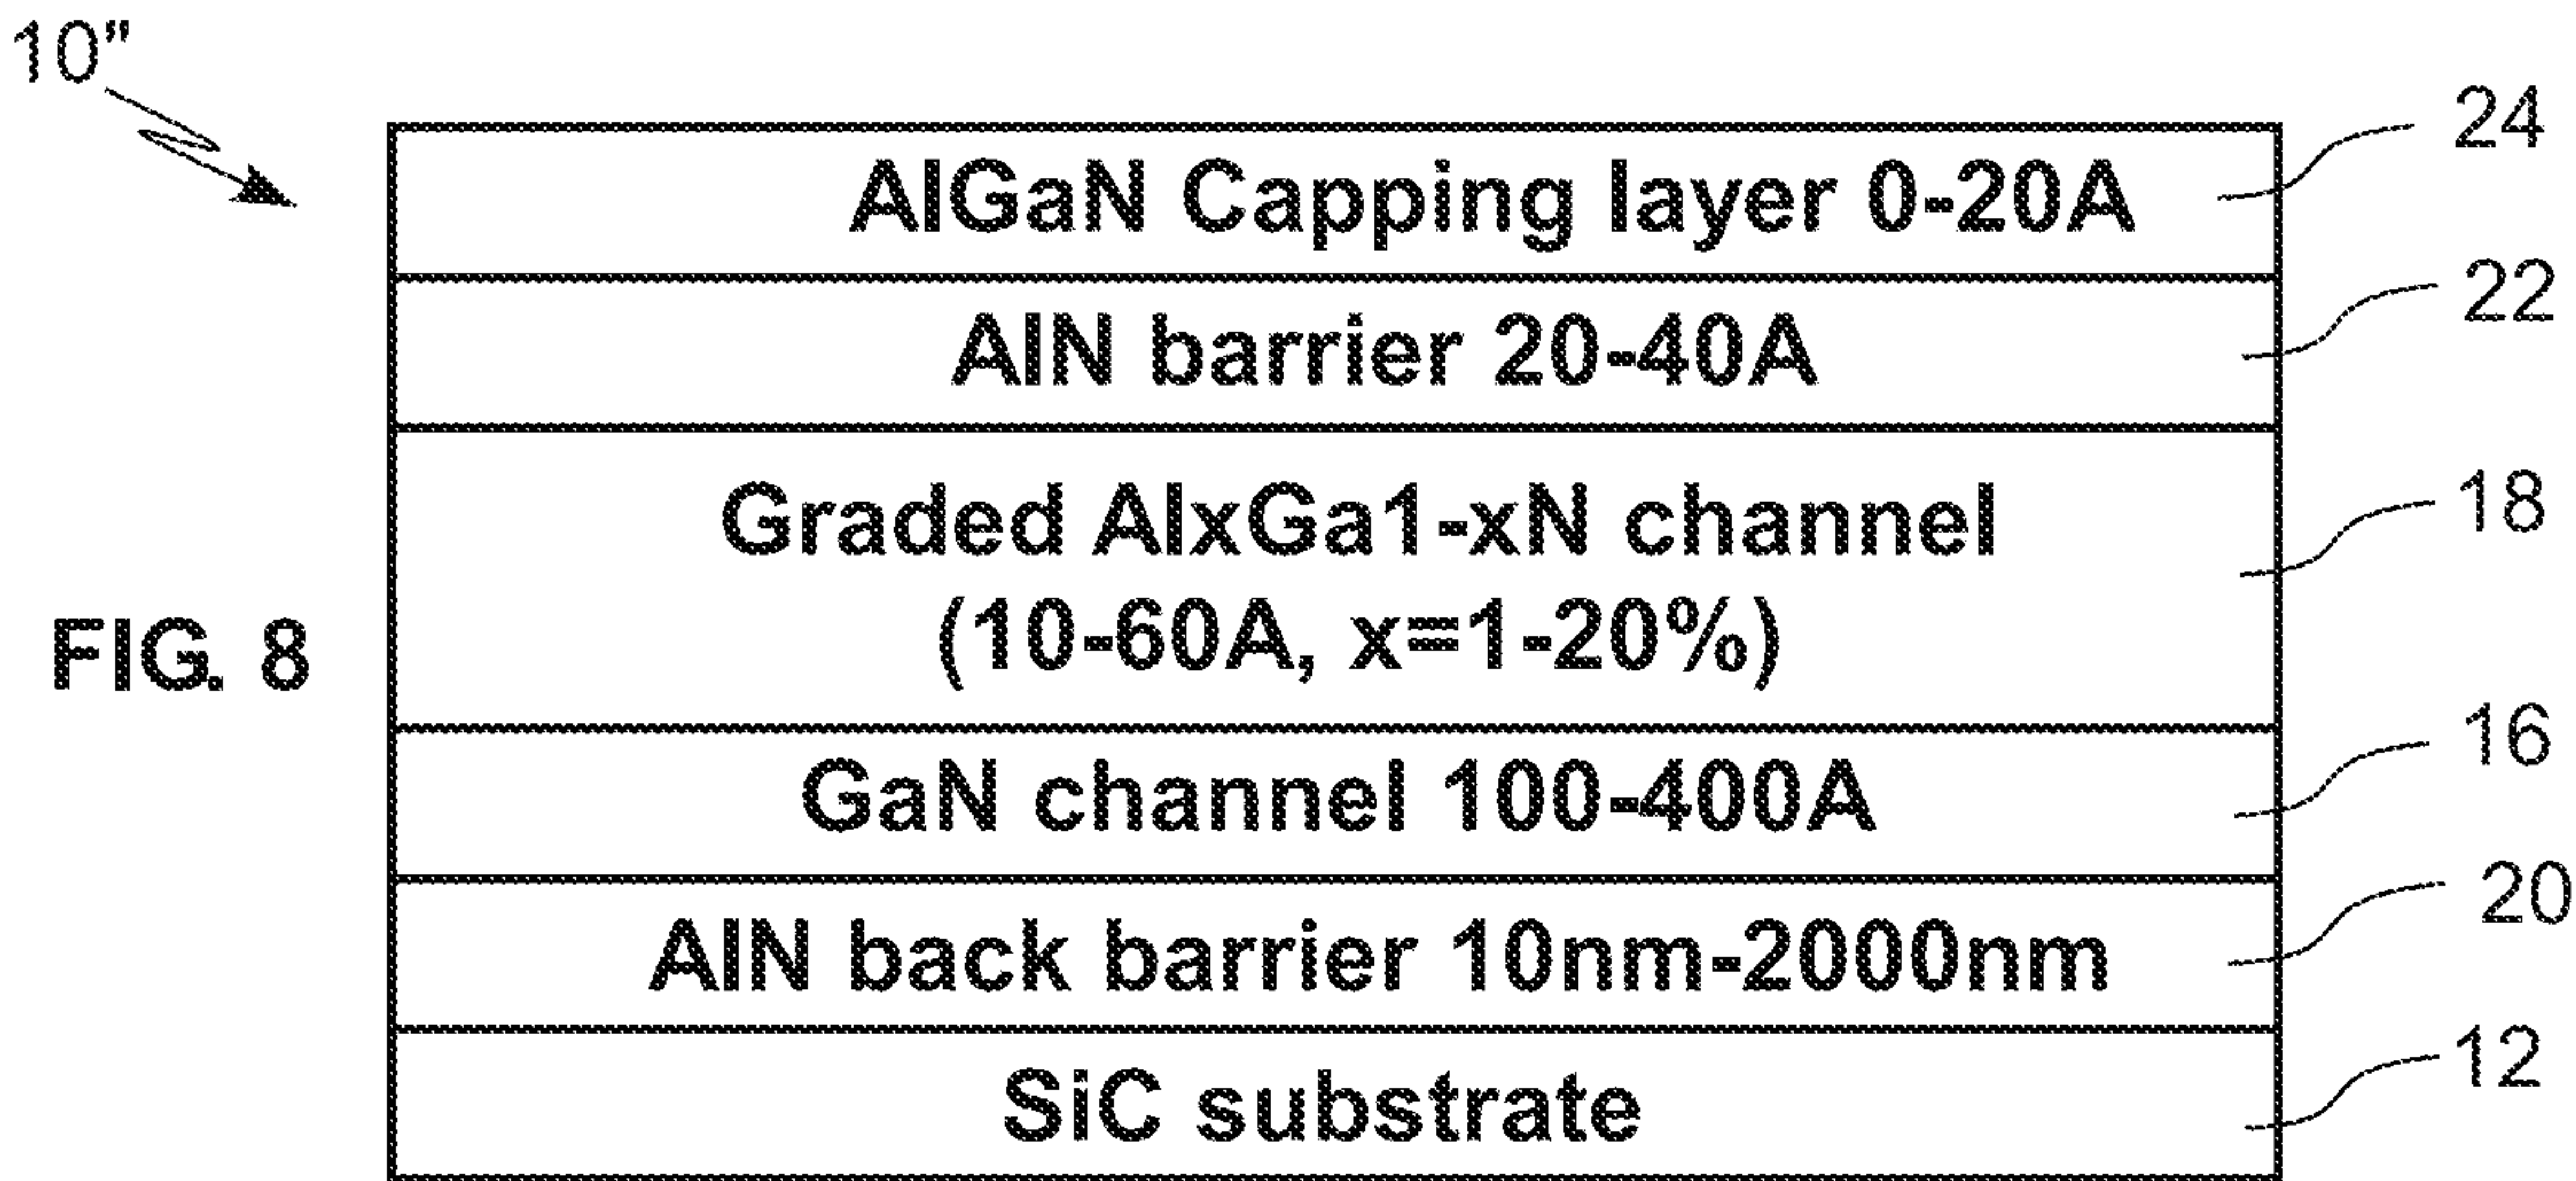 10"
AlGaN Capping layer 0-20A
24
AlN barrier 20-40A
22
Graded AlxGa1-xN channel
(10-60A, x=1-20%)
18
FIG. 8
GaN channel 100-400A
16
AlN back barrier 10nm-2000nm
20
SiC substrate
12